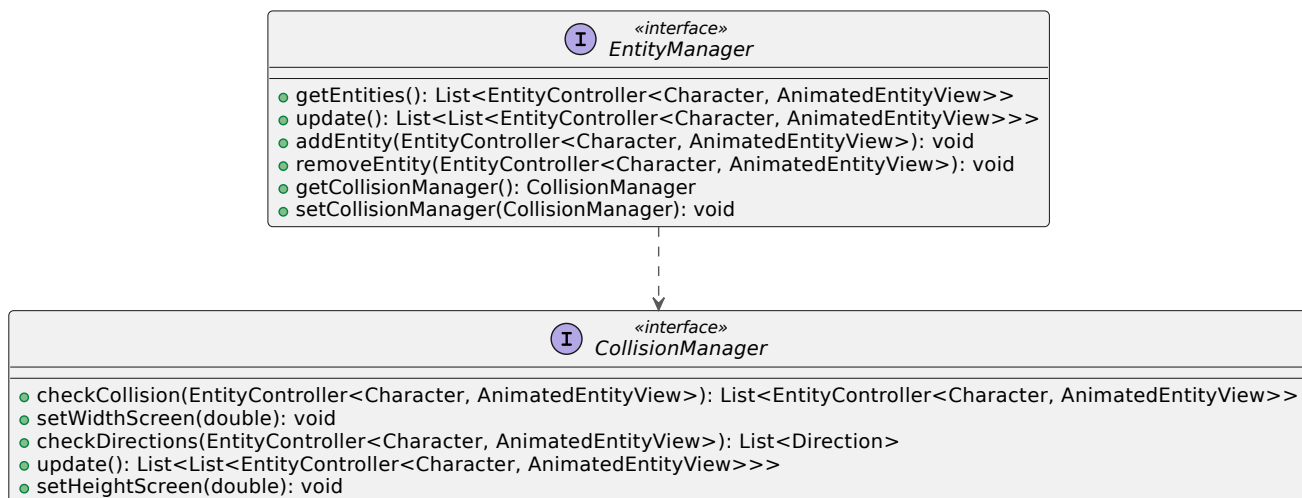 I
«interface»
EntityManager
getEntities(): List<EntityController<Character, AnimatedEntityView>>
update(): List<List<EntityController<Character, AnimatedEntityView>>>
addEntity(EntityController<Character, AnimatedEntityView>): void
removeEntity(EntityController<Character, AnimatedEntityView>): void
getCollisionManager(): CollisionManager
setCollisionManager(CollisionManager): void
I
«interface»
CollisionManager
checkCollision(EntityController<Character, AnimatedEntityView>): List<EntityController<Character, AnimatedEntityView>>
setWidthScreen(double): void
checkDirections(EntityController<Character, AnimatedEntityView>): List<Direction>
update(): List<List<EntityController<Character, AnimatedEntityView>>>
setHeightScreen(double): void